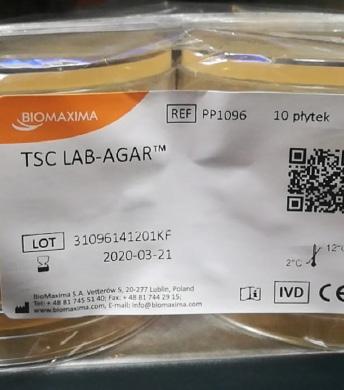 BIOMAXIMA
REF PP1096 10 płytek
TSC LAB-AGAR™
LOT 31096141201KF
2020-03-21
2°C 12°C
BioMaxima S.A. Vetterów 5, 20-277 Lublin, Poland
Tel: + 48 81 745 51 40; Fax: + 48 81 744 29 15;
www.biomaxima.com, E-mail: info@biomaxima.com
IVD CE